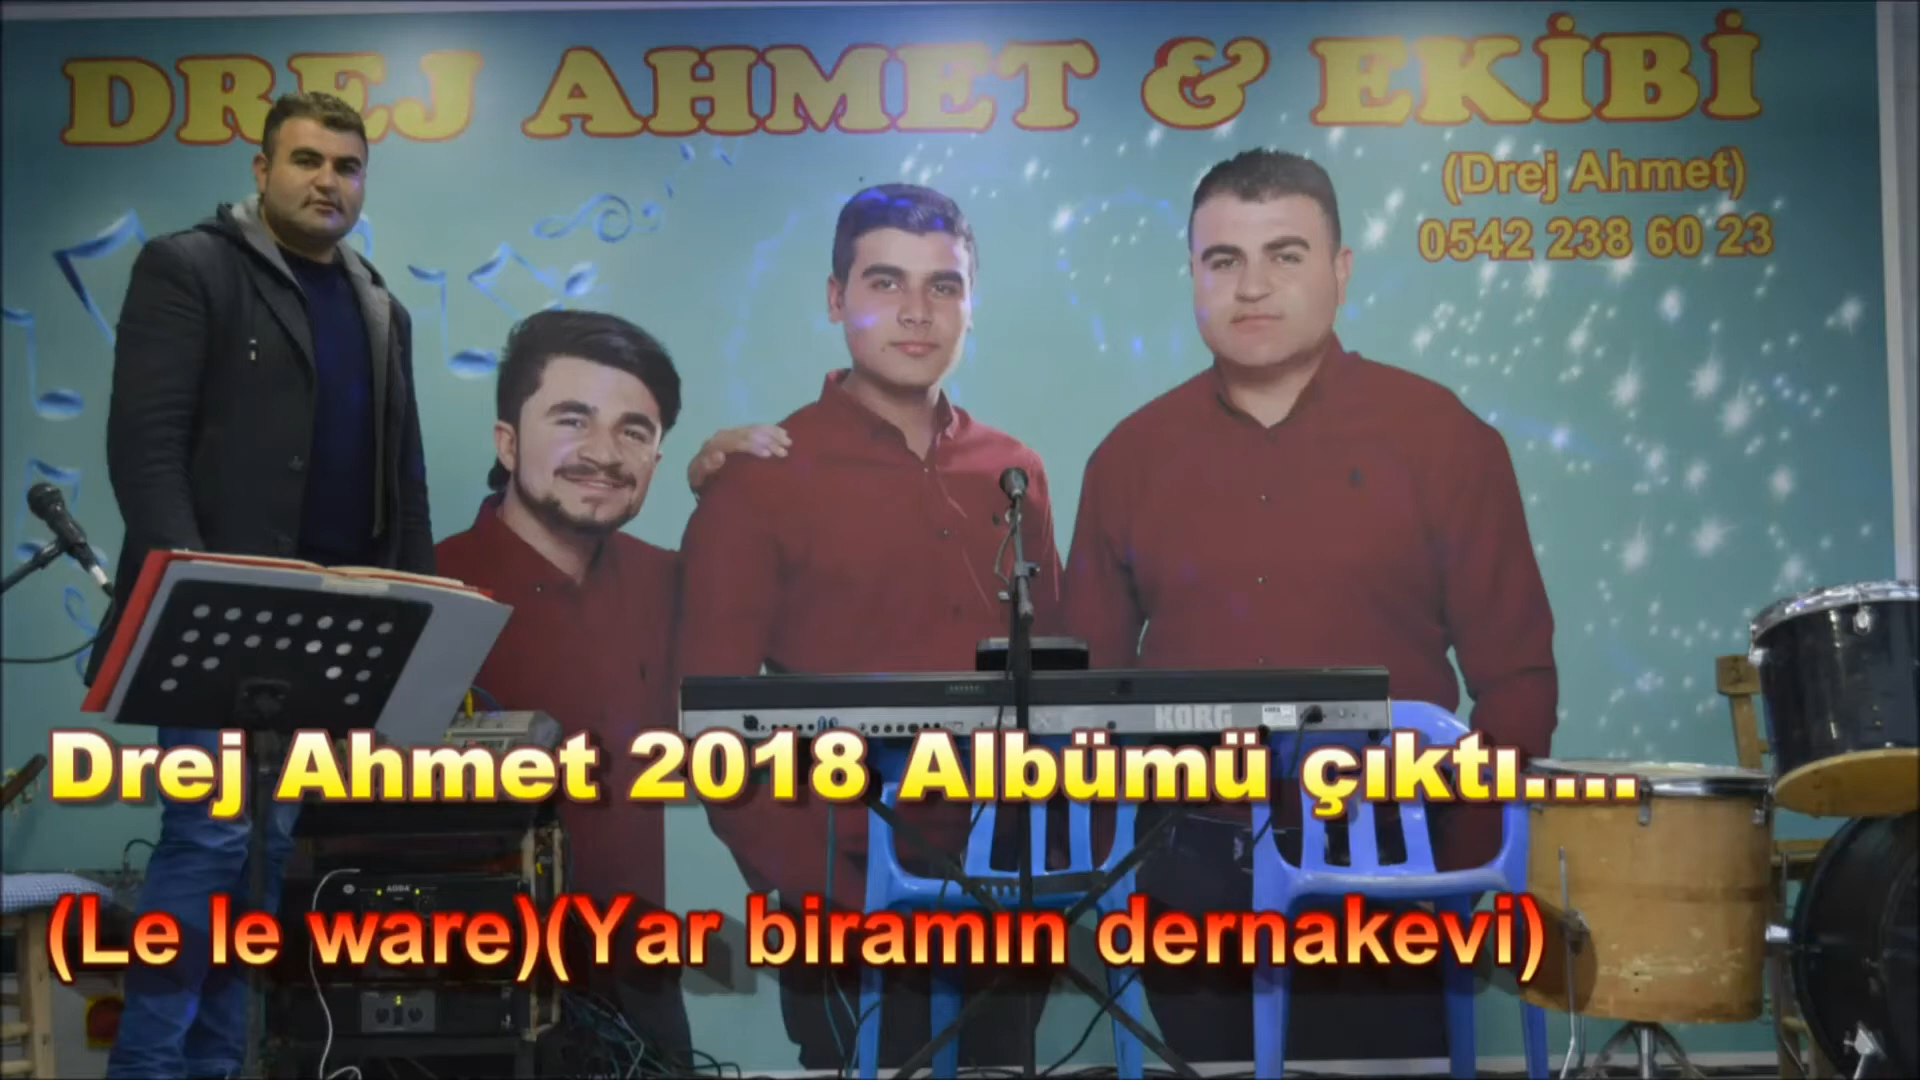 DREJ AHMET & EKİBİ
(Drej Ahmet)
0542 238 60 23
KORG
Drej Ahmet 2018 Albümü çıktı....
(Le le ware)(Yar biramın dernakevi)